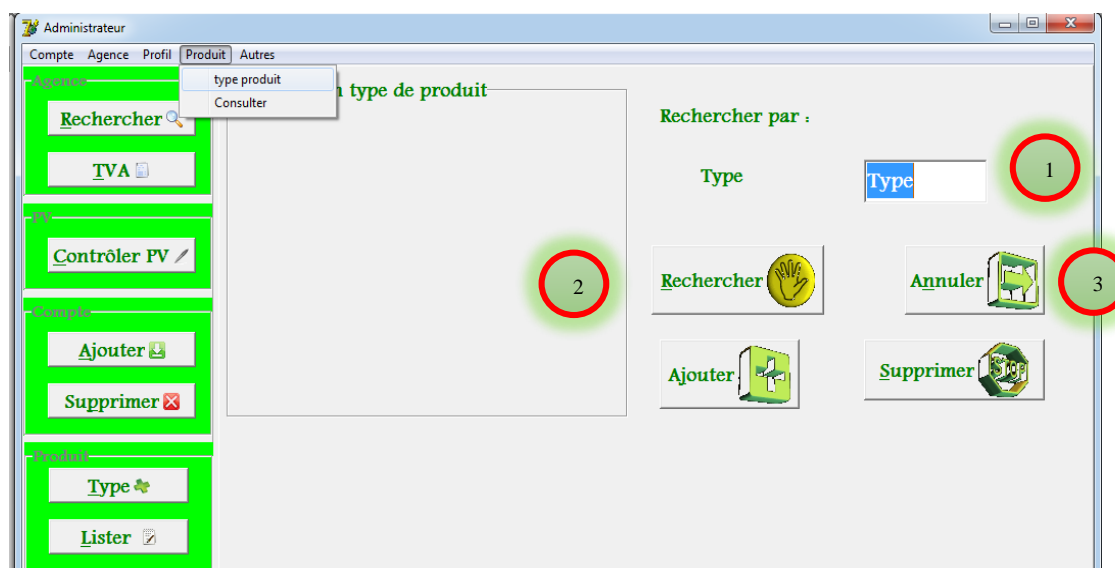 Administrateur
Compte Agence Profil Produit Autres
type produit
Consulter
Agence
Rechercher
TVA
PV
Contrôler PV
Compte
Ajouter
Supprimer
Produit
Type
Lister
type de produit
Rechercher par :
Type
Type
1
2
Rechercher
Annuler
3
Ajouter
Supprimer
STOP